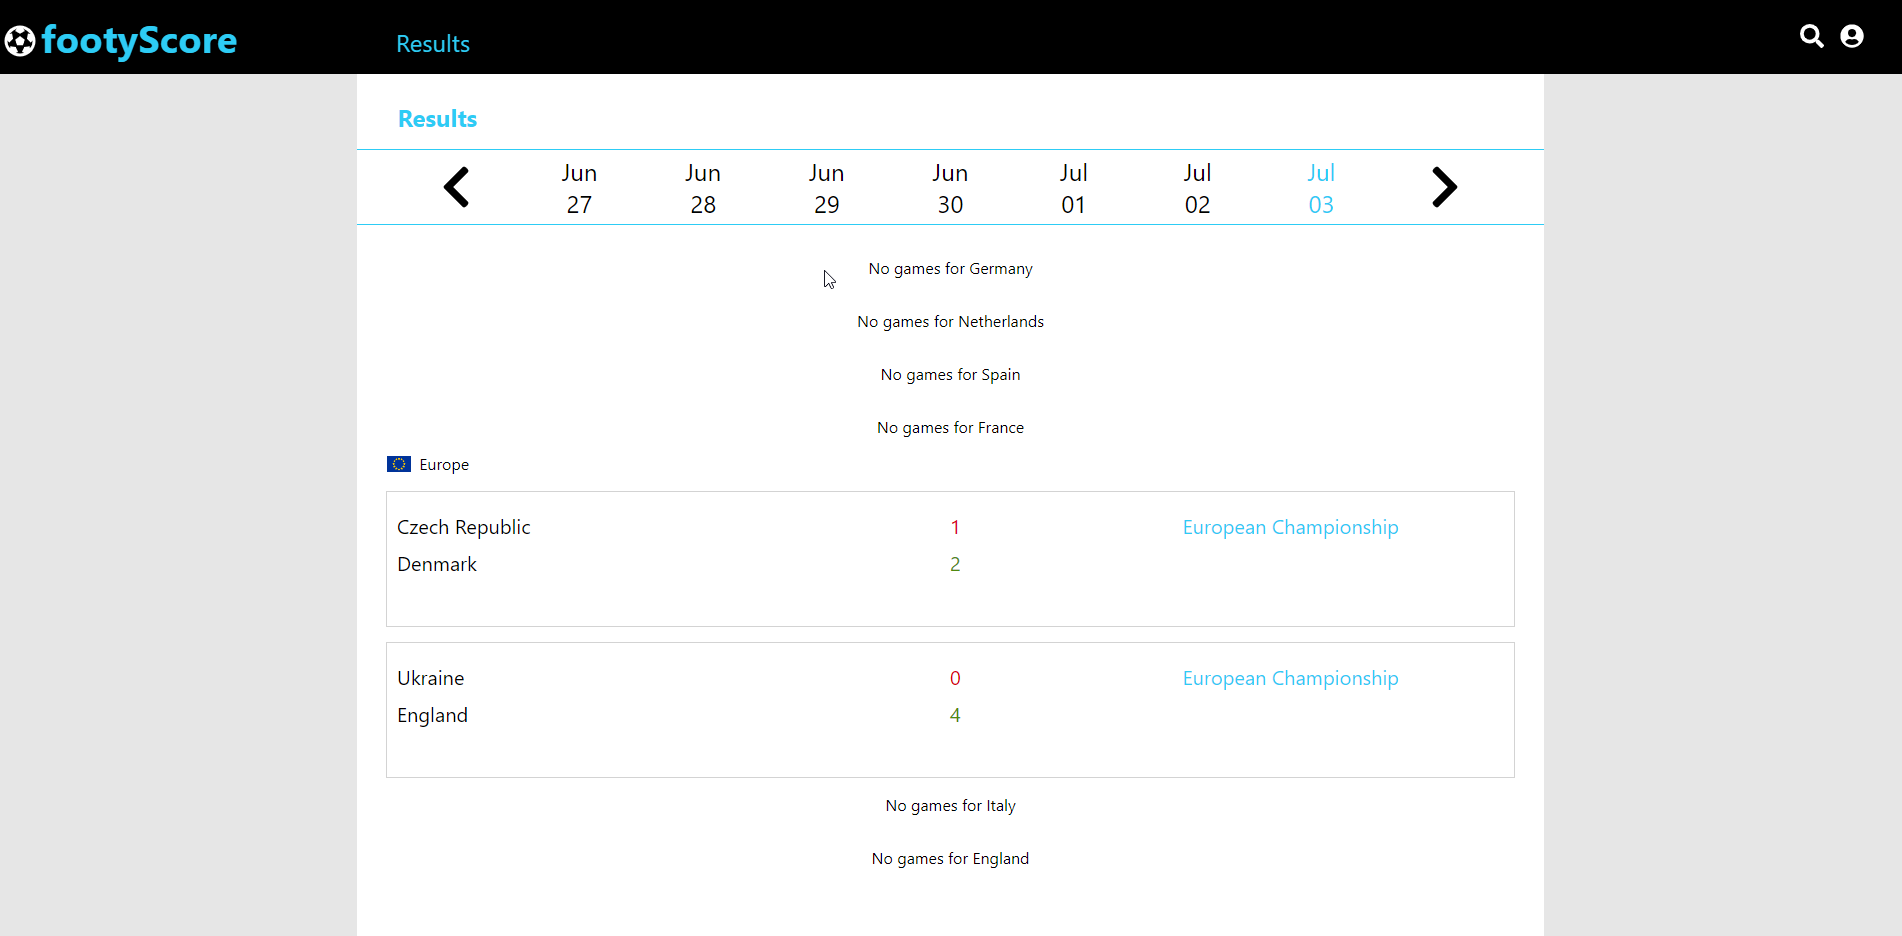 footyScore
Results
Results
Jun Jun Jun Jun Jul Jul Jul
27 28 29 30 01 02 03
No games for Germany
No games for Netherlands
No games for Spain
No games for France
Europe
Czech Republic 1 European Championship
Denmark 2
Ukraine 0 European Championship
England 4
No games for Italy
No games for England